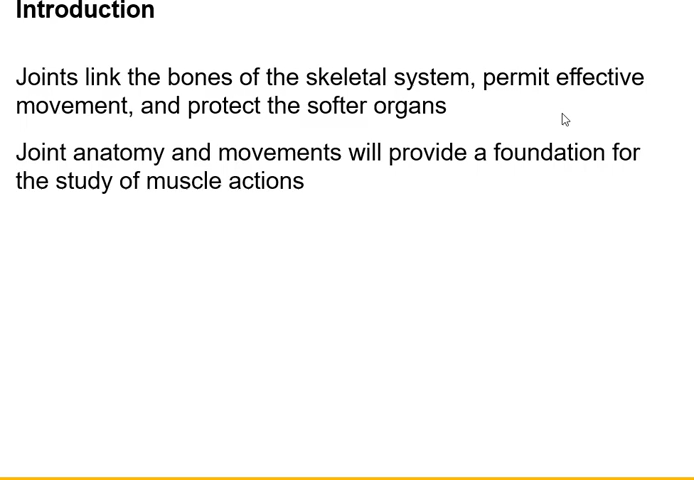 Introduction
Joints link the bones of the skeletal system, permit effective
movement, and protect the softer organs
Joint anatomy and movements will provide a foundation for
the study of muscle actions